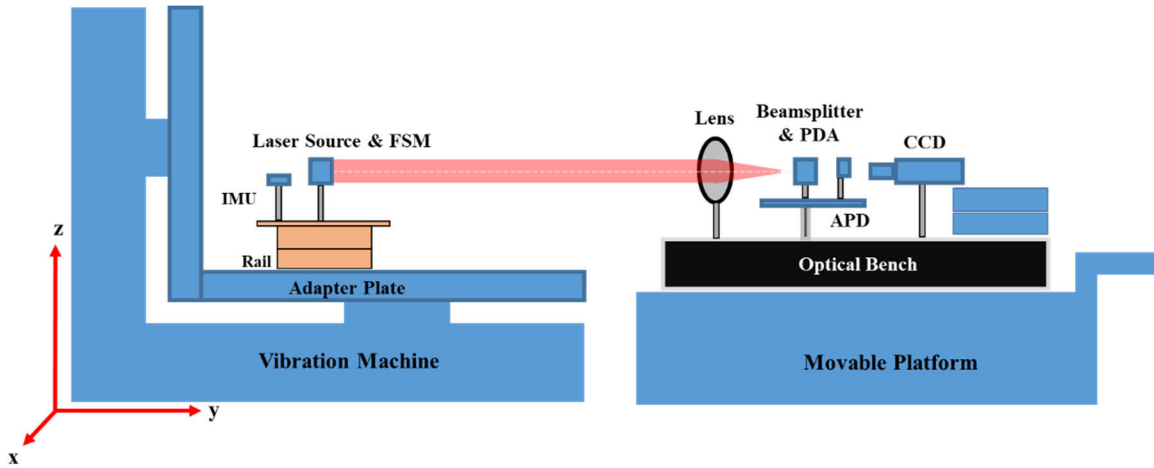 Laser Source & FSM
IMU
Rail
Adapter Plate
Vibration Machine
z
y
x
Lens
Beamsplitter
& PDA
CCD
APD
Optical Bench
Movable Platform